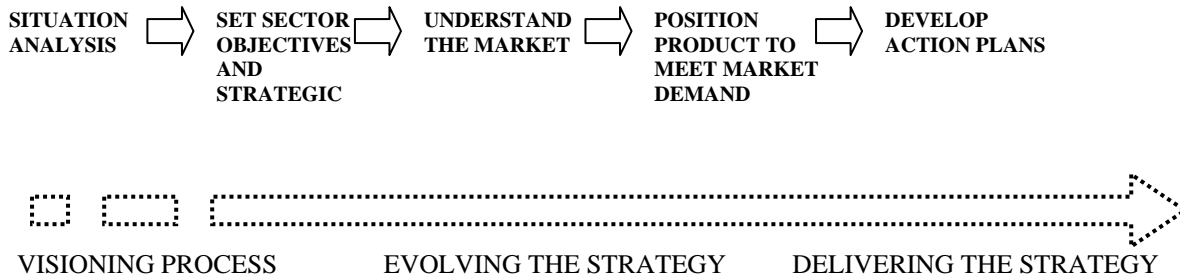 SITUATION
ANALYSIS
SET SECTOR
OBJECTIVES
AND
STRATEGIC
UNDERSTAND
THE MARKET
POSITION
PRODUCT TO
MEET MARKET
DEMAND
DEVELOP
ACTION PLANS
VISIONING PROCESS
EVOLVING THE STRATEGY
DELIVERING THE STRATEGY